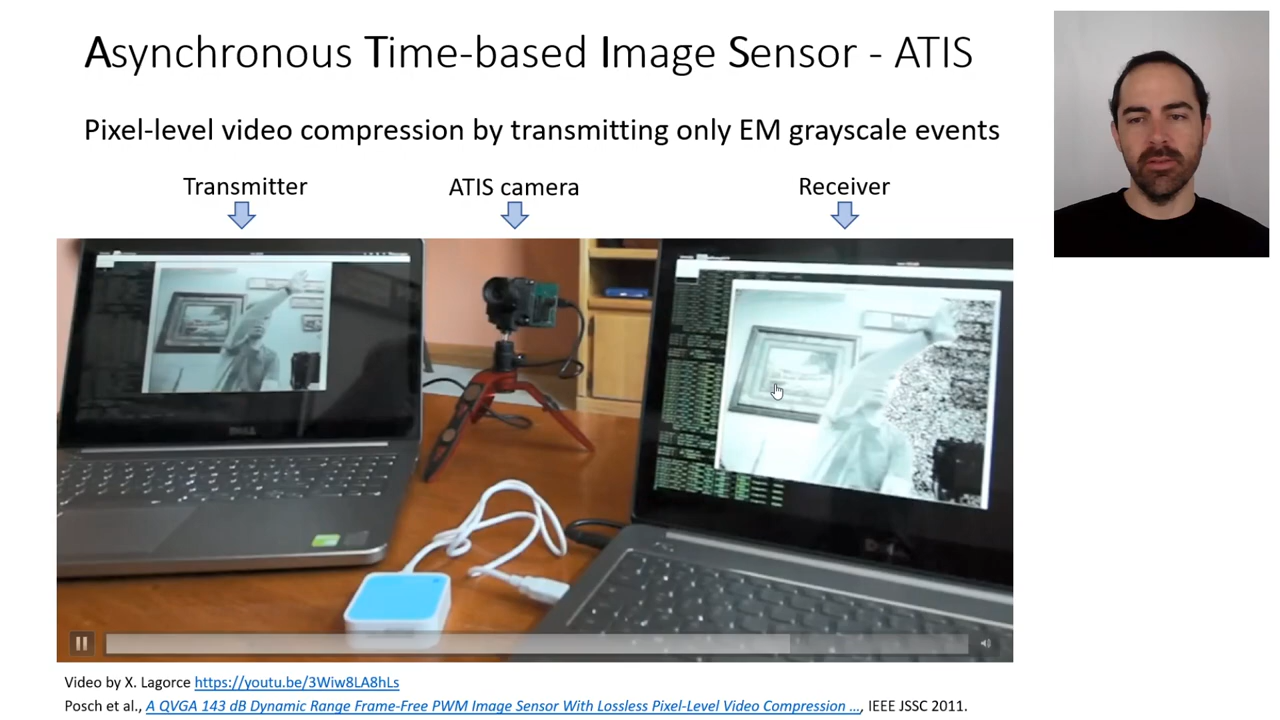 Asynchronous Time-based Image Sensor - ATIS
Pixel-level video compression by transmitting only EM grayscale events
Transmitter
ATIS camera
Receiver
DELL
Video by X. Lagorce https://youtu.be/3Wiw8LA8hLs
Posch et al., A QVGA 143 dB Dynamic Range Frame-Free PWM Image Sensor With Lossless Pixel-Level Video Compression ..., IEEE JSSC 2011.